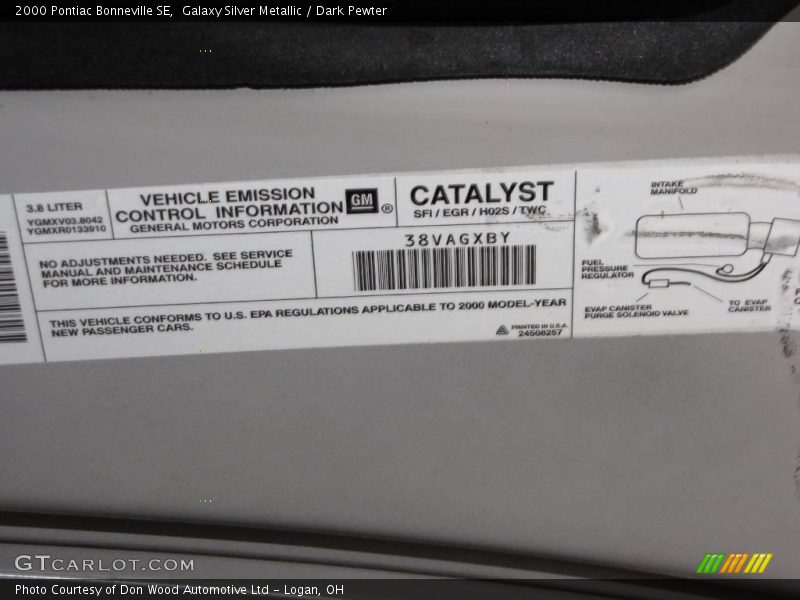 2000 Pontiac Bonneville SE, Galaxy Silver Metallic / Dark Pewter
3.8 LITER
YGMXV03.8042
YGMXR0133910
VEHICLE EMISSION
CONTROL INFORMATION
GENERAL MOTORS CORPORATION
GM ®
CATALYST
SFI / EGR / H02S / TWC
NO ADJUSTMENTS NEEDED. SEE SERVICE
MANUAL AND MAINTENANCE SCHEDULE
FOR MORE INFORMATION.
38VAGXBY
THIS VEHICLE CONFORMS TO U.S. EPA REGULATIONS APPLICABLE TO 2000 MODEL-YEAR
NEW PASSENGER CARS.
PRINTED IN U.S.A.
24508257
INTAKE
MANIFOLD
FUEL
PRESSURE
REGULATOR
EVAP CANISTER
PURGE SOLENOID VALVE
TO EVAP
CANISTER
GTCARLOT.COM
Photo Courtesy of Don Wood Automotive Ltd - Logan, OH